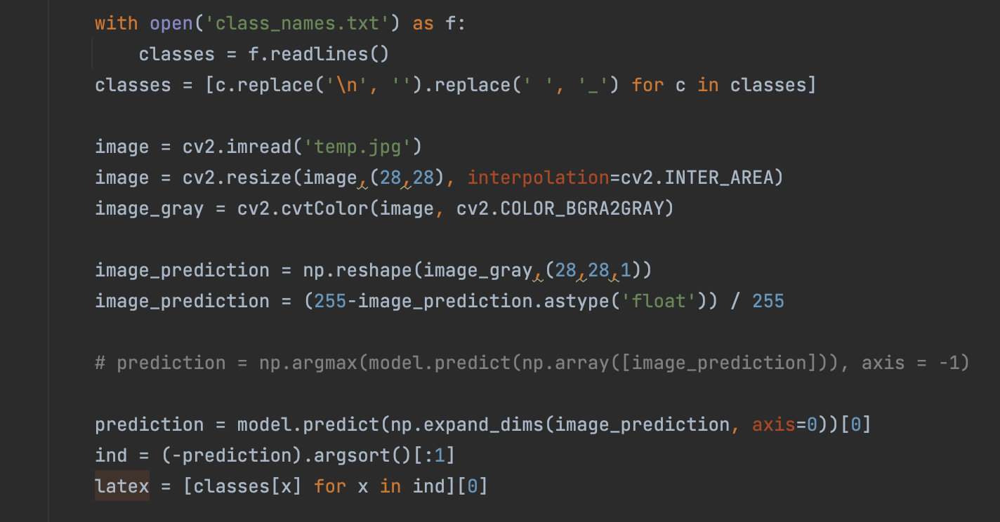 with open('class_names.txt') as f:
    classes = f.readlines()
classes = [c.replace('\n', '').replace(' ', '_') for c in classes]
image = cv2.imread('temp.jpg')
image = cv2.resize(image,(28,28), interpolation=cv2.INTER_AREA)
image_gray = cv2.cvtColor(image, cv2.COLOR_BGRA2GRAY)
image_prediction = np.reshape(image_gray,(28,28,1))
image_prediction = (255-image_prediction.astype('float')) / 255
# prediction = np.argmax(model.predict(np.array([image_prediction])), axis = -1)
prediction = model.predict(np.expand_dims(image_prediction, axis=0))[0]
ind = (-prediction).argsort()[:1]
latex = [classes[x] for x in ind][0]